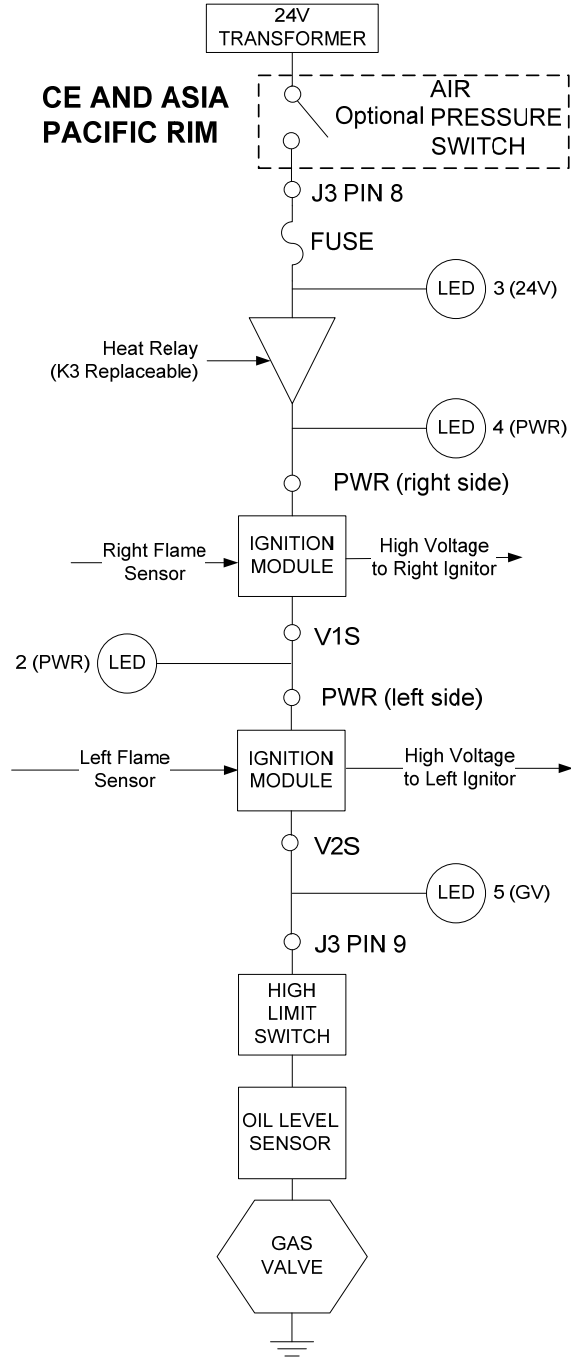 24V
TRANSFORMER
CE AND ASIA
PACIFIC RIM
Optional
AIR
PRESSURE
SWITCH
J3 PIN 8
FUSE
LED
3 (24V)
Heat Relay
(K3 Replaceable)
LED
4 (PWR)
PWR (right side)
Right Flame
Sensor
IGNITION
MODULE
High Voltage
to Right Ignitor
V1S
2 (PWR)
LED
PWR (left side)
Left Flame
Sensor
IGNITION
MODULE
High Voltage
to Left Ignitor
V2S
LED
5 (GV)
J3 PIN 9
HIGH
LIMIT
SWITCH
OIL LEVEL
SENSOR
GAS
VALVE